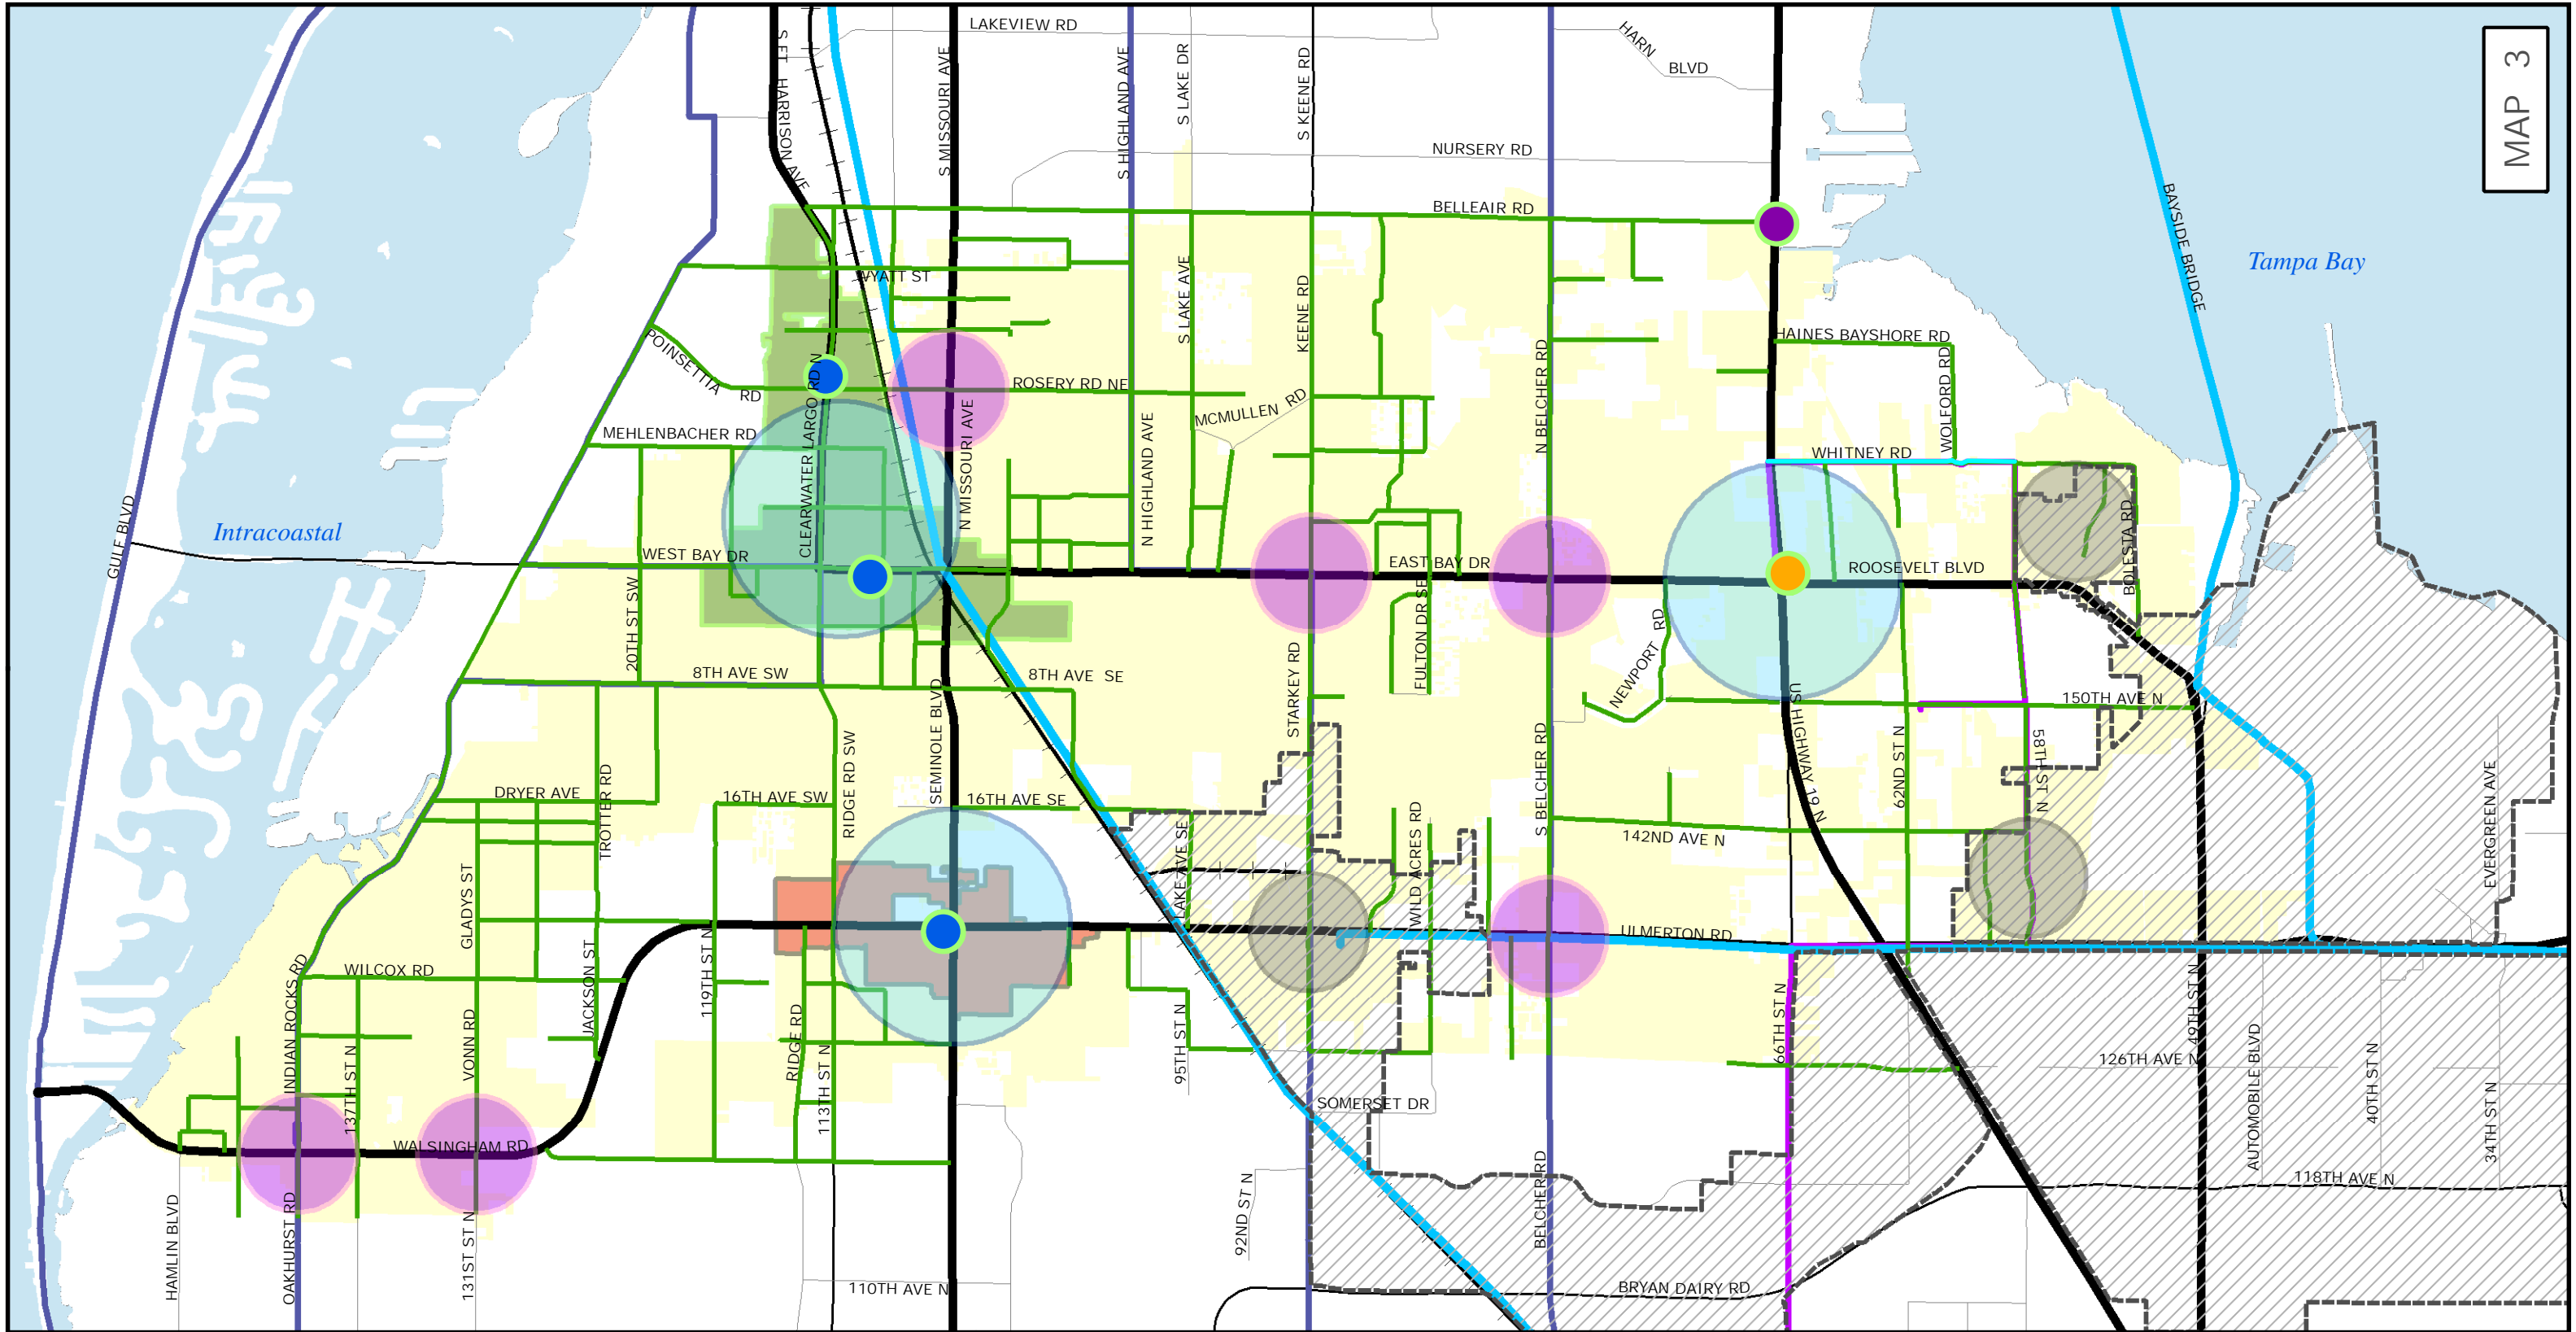 LAKEVIEW RD
HARN
BLVD
MAP 3
S FT HARRISON AVE
S MISSOURI AVE
S HIGHLAND AVE
S LAKE DR
S KEENE RD
NURSERY RD
BELLEAIR RD
BAYSIDE BRIDGE
Tampa Bay
WYATT ST
S LAKE AVE
KEENE RD
POINSETTIA
RD
ROSERY RD NE
HAINES BAYSHORE RD
WOLFORD RD
N BELCHER RD
MCMULLEN RD
CLEARWATER LARGO RD N
MEHLENBACHER RD
N MISSOURI AVE
N HIGHLAND AVE
WHITNEY RD
GULF BLVD
Intracoastal
WEST BAY DR
EAST BAY DR
ROOSEVELT BLVD
BOLESTA RD
20TH ST SW
FULTON DR SE
NEWPORT RD
STARKEY RD
8TH AVE SW
8TH AVE SE
150TH AVE N
US HIGHWAY 19 N
SEMINOLE BLVD
RIDGE RD SW
62ND ST N
58TH ST N
S BELCHER RD
EVERGREEN AVE
DRYER AVE
TROTTER RD
16TH AVE SW
16TH AVE SE
142ND AVE N
LAKE AVE SE
WILD ACRES RD
GLADYS ST
ULMERTON RD
WILCOX RD
INDIAN ROCKS RD
JACKSON ST
119TH ST N
VONN RD
137TH ST N
RIDGE RD
113TH ST N
95TH ST N
66TH ST N
49TH ST N
126TH AVE N
AUTOMOBILE BLVD
40TH ST N
34TH ST N
SOMERSET DR
WALSINGHAM RD
HAMLIN BLVD
OAKHURST RD
131ST ST N
92ND ST N
BELCHER RD
118TH AVE N
110TH AVE N
BRYAN DAIRY RD